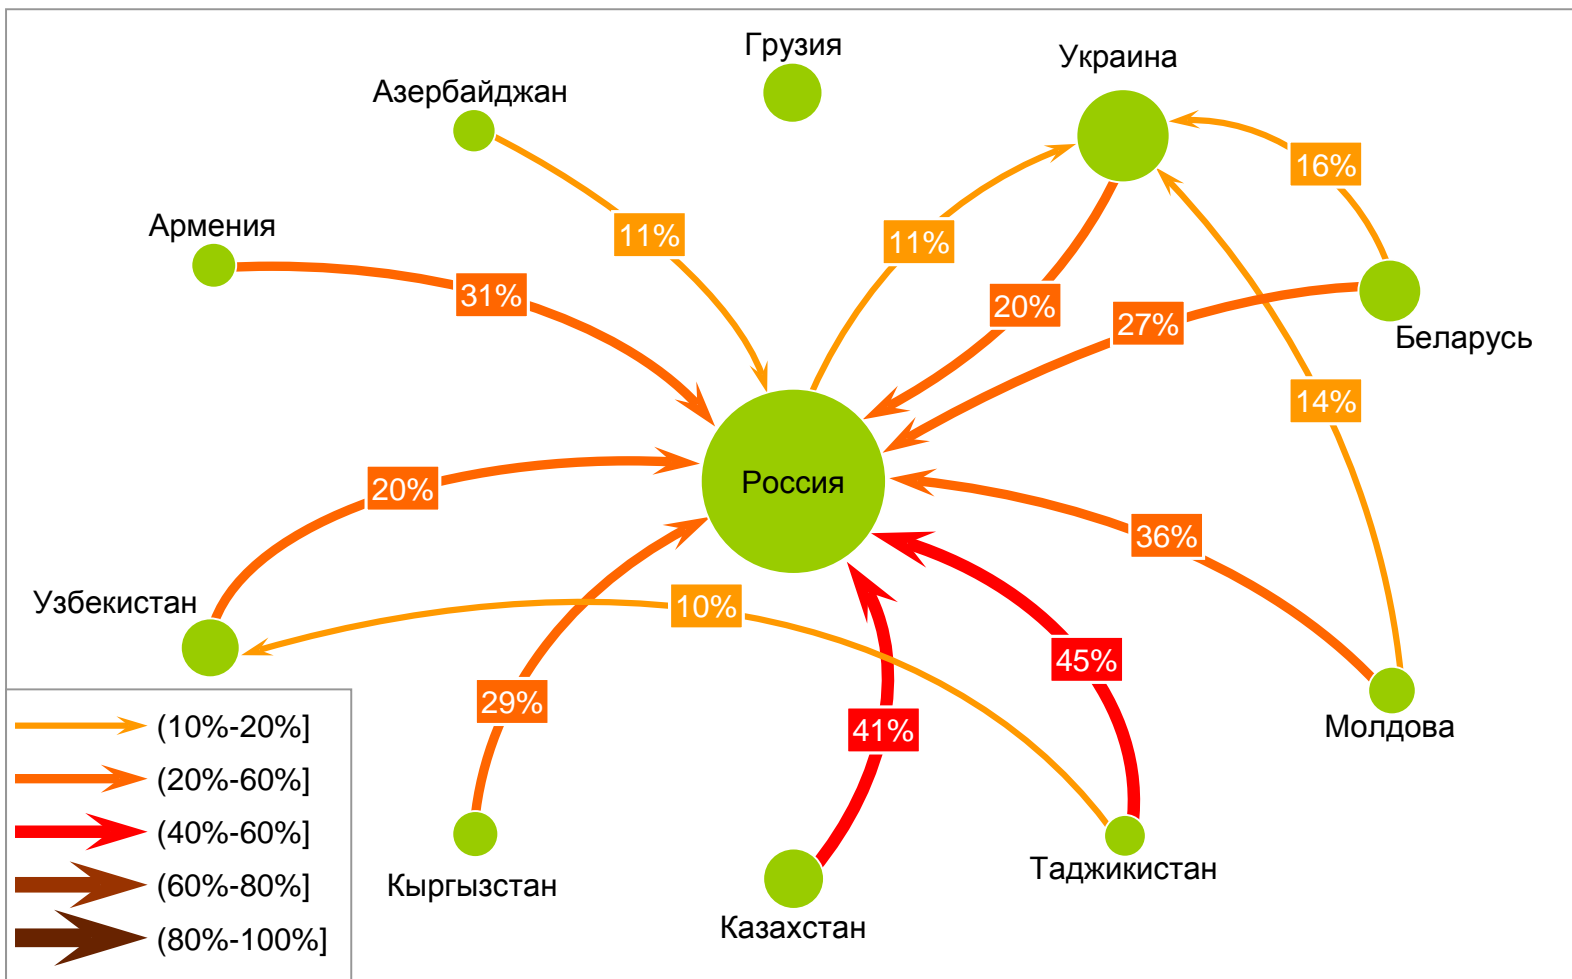 Грузия
Украина
Азербайджан
16%
Армения
11%
11%
31%
20%
27%
Беларусь
14%
Россия
20%
36%
Узбекистан
10%
45%
29%
41%
Молдова
(10%-20%]
(20%-60%]
(40%-60%]
(60%-80%]
(80%-100%]
Таджикистан
Кыргызстан
Казахстан